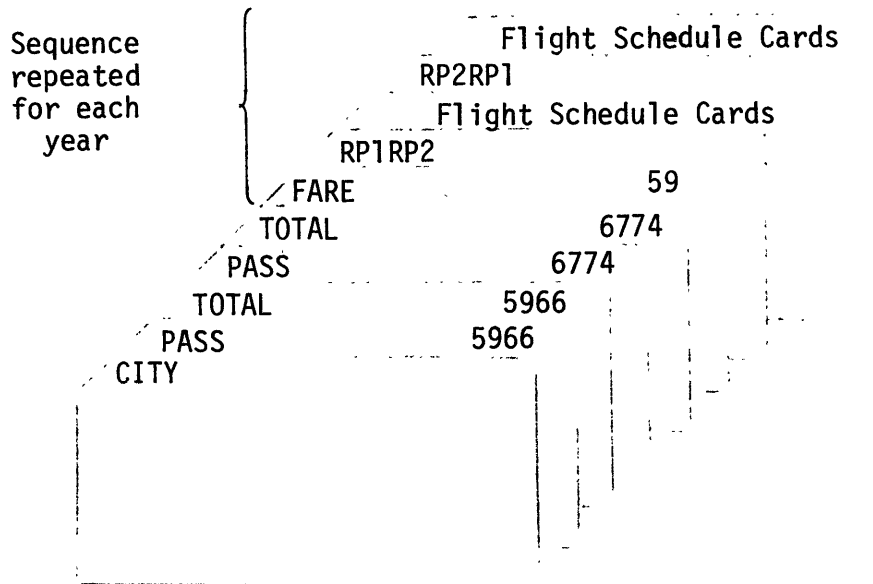 Sequence
repeated
for each
year
Flight Schedule Cards
RP2RP1
Flight Schedule Cards
RP1RP2
FARE 59
TOTAL 6774
PASS 6774
TOTAL 5966
PASS 5966
CITY